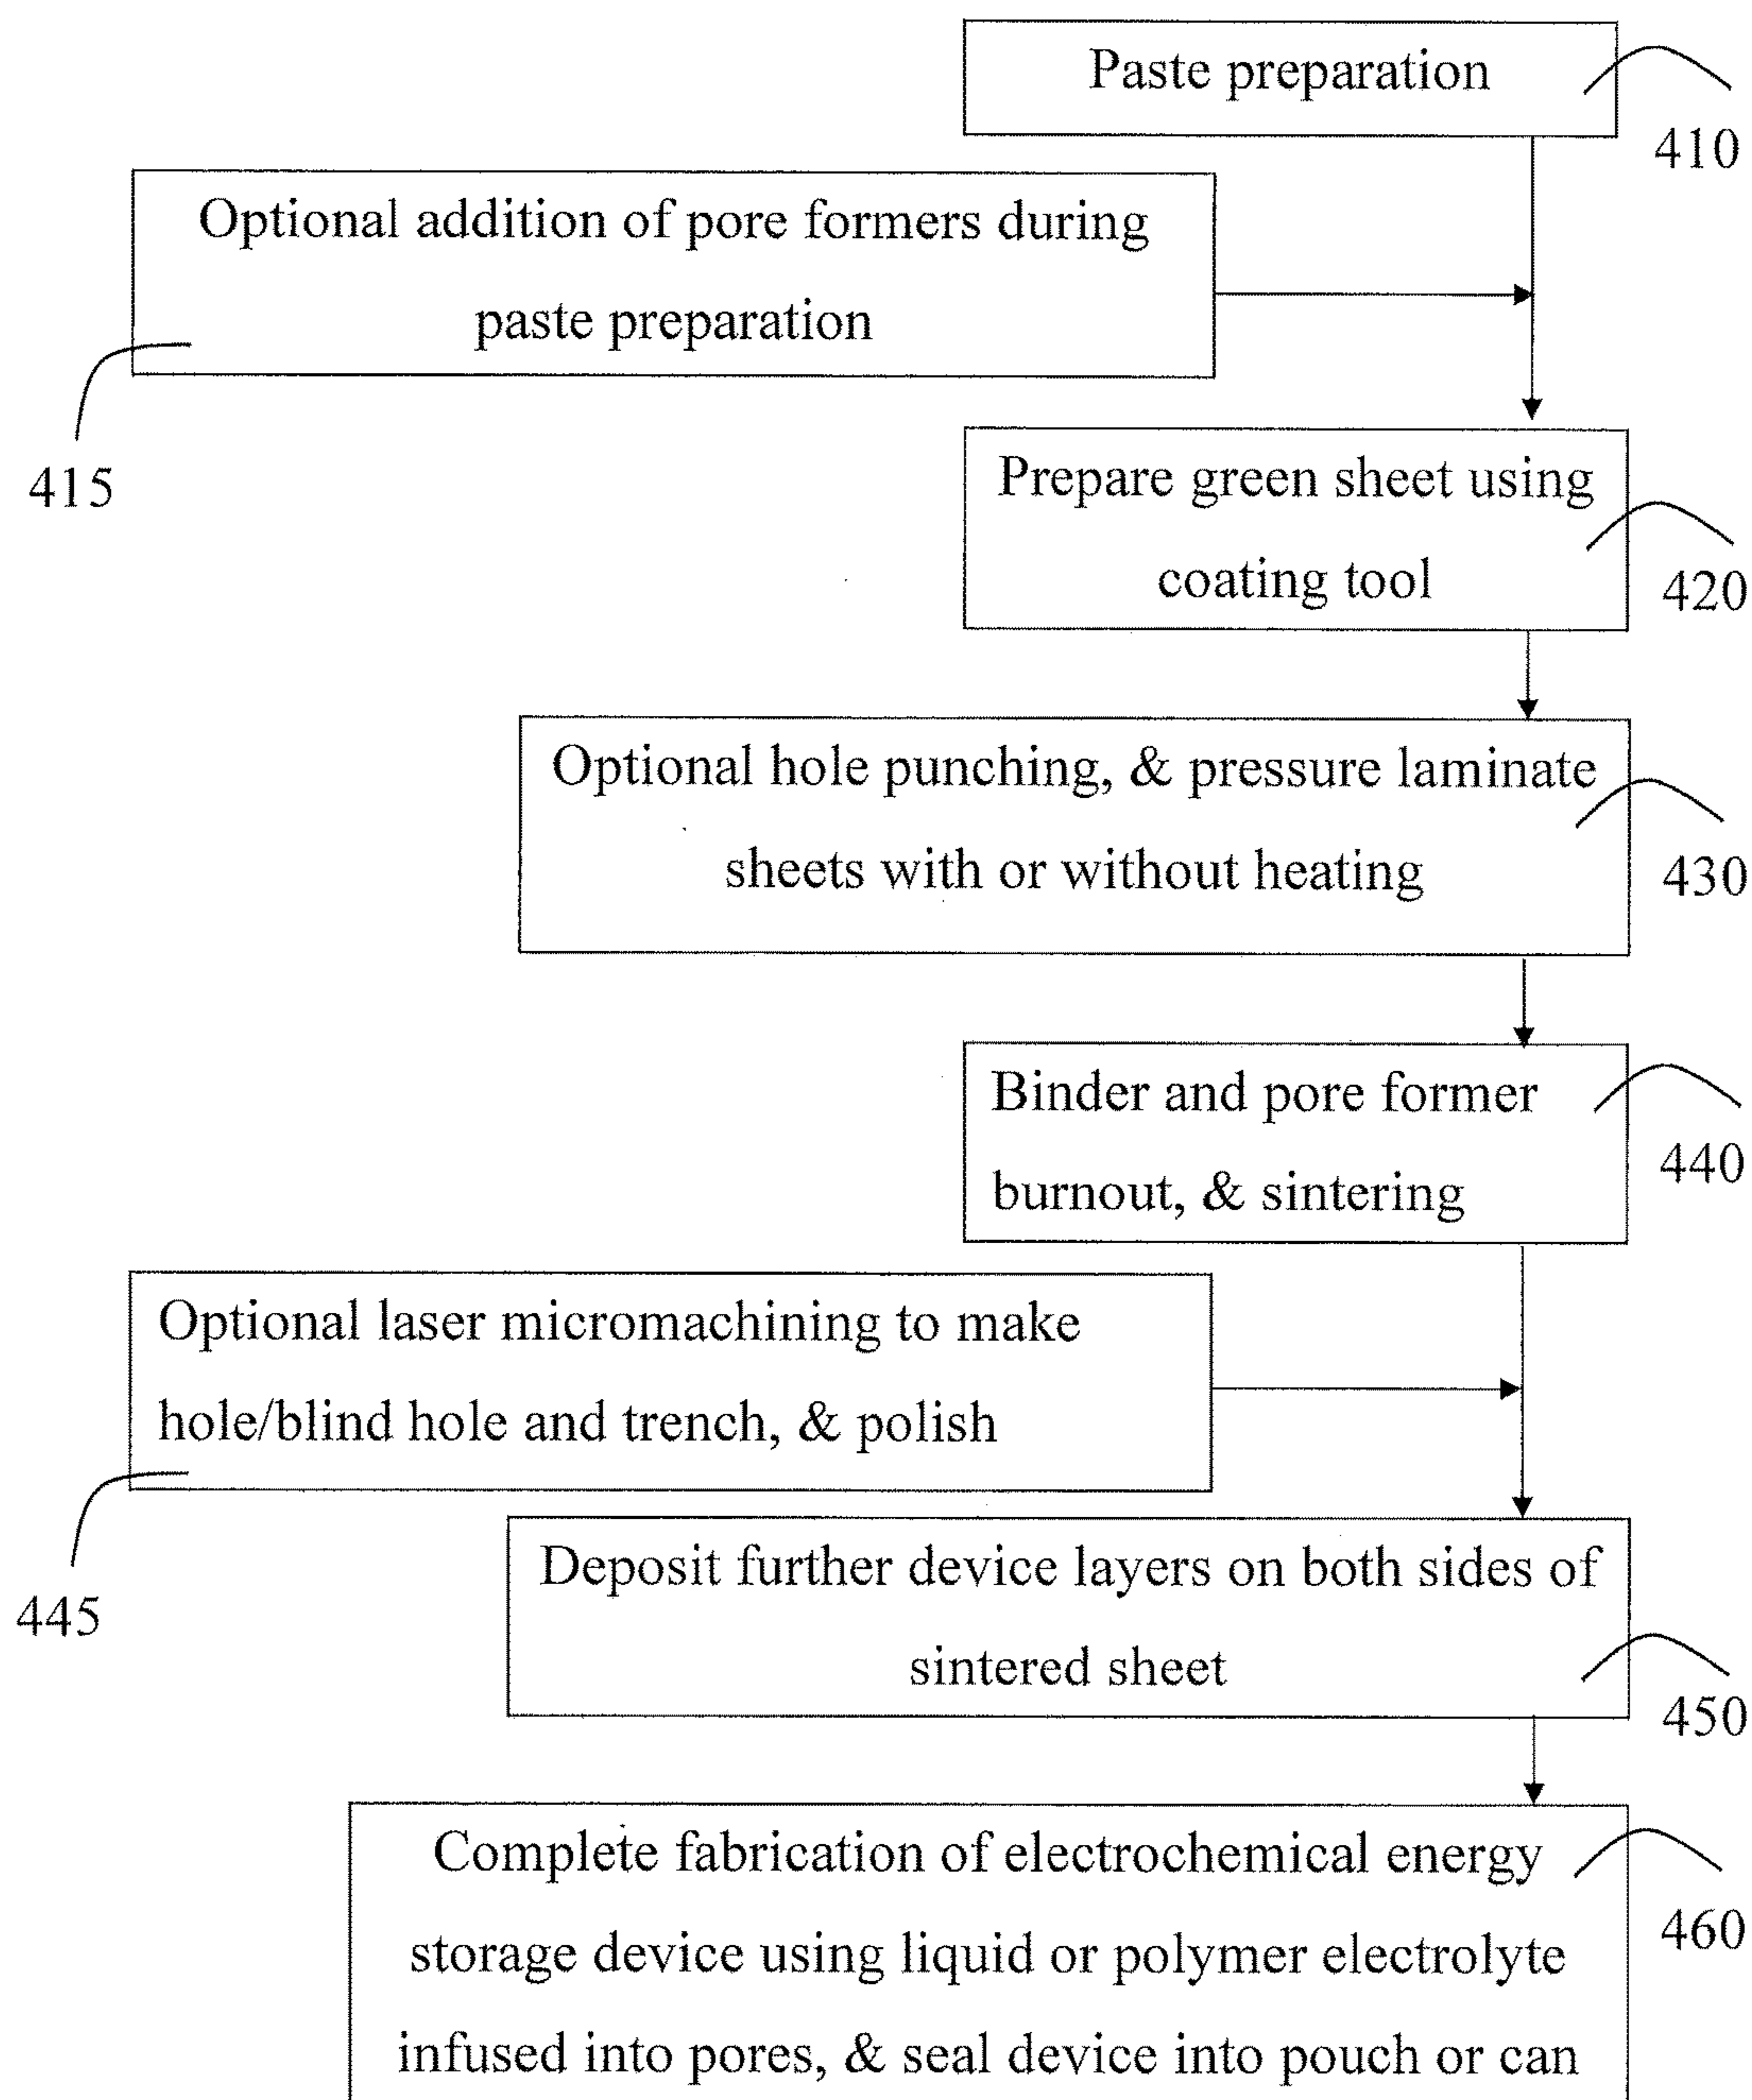 Paste preparation
410
Optional addition of pore formers during
paste preparation
415
Prepare green sheet using
coating tool
420
Optional hole punching, & pressure laminate
sheets with or without heating
430
Binder and pore former
burnout, & sintering
440
Optional laser micromachining to make
hole/blind hole and trench, & polish
445
Deposit further device layers on both sides of
sintered sheet
450
Complete fabrication of electrochemical energy
storage device using liquid or polymer electrolyte
infused into pores, & seal device into pouch or can
460